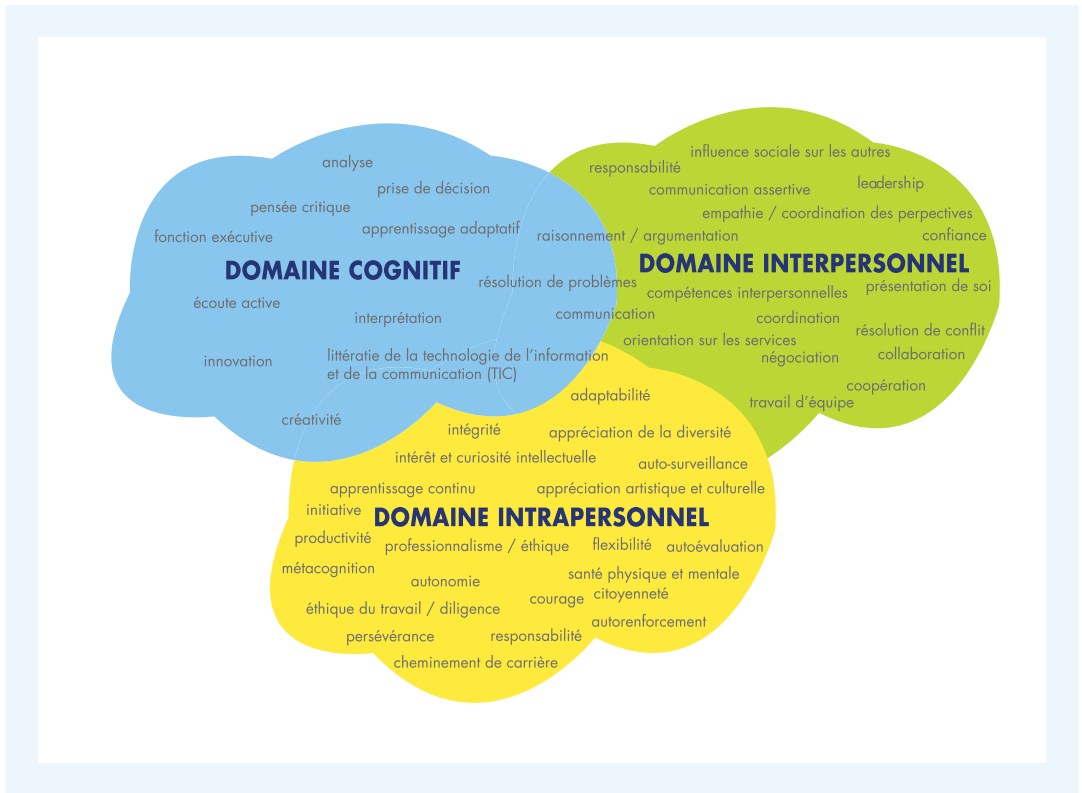 analyse
prise de décision
pensée critique
apprentissage adaptatif
fonction exécutive
DOMAINE COGNITIF
résolution de problèmes
écoute active
interprétation
communication
innovation
littératie de la technologie de l’information
et de la communication (TIC)
créativité
influence sociale sur les autres
responsabilité
leadership
communication assertive
empathie / coordination des perpectives
raisonnement / argumentation
confiance
DOMAINE INTERPERSONNEL
présentation de soi
compétences interpersonnelles
coordination
résolution de conflit
orientation sur les services
négociation
collaboration
coopération
travail d’équipe
adaptabilité
intégrité
appréciation de la diversité
intérêt et curiosité intellectuelle
auto-surveillance
apprentissage continu
appréciation artistique et culturelle
initiative
DOMAINE INTRAPERSONNEL
productivité
professionnalisme / éthique
flexibilité
autoévaluation
métacognition
santé physique et mentale
autonomie
courage
citoyenneté
éthique du travail / diligence
autorenforcement
persévérance
responsabilité
cheminement de carrière